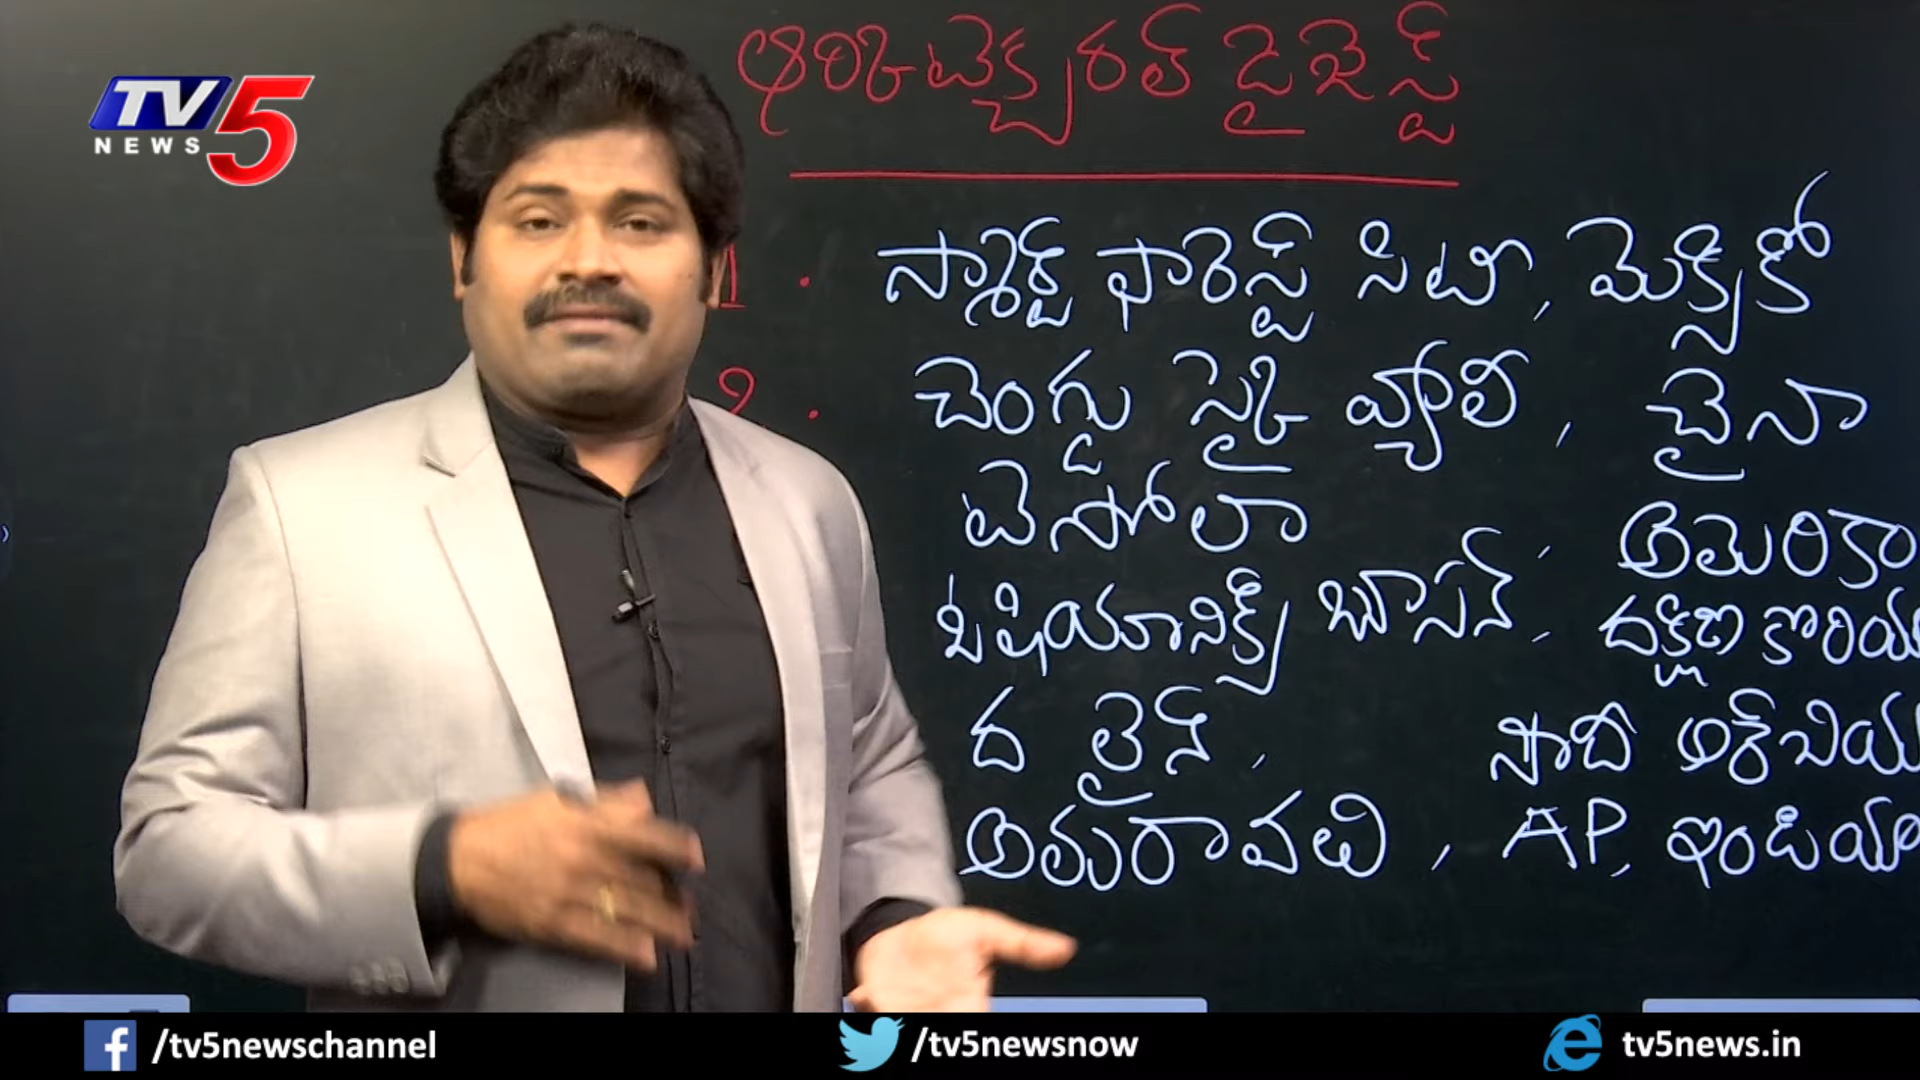 TV5
NEWS
ఆర్కిటెక్చరల్ డైజెస్ట్
1. స్మార్ట్ ఫారెస్ట్ సిటీ, మెక్సికో
2. చెంగ్డు స్కై వ్యాలీ, చైనా
టెసోలా, అమెరికా
ఓషియానిక్స్ బూసన్, దక్షిణ కొరియ
ద లైన్, సౌదీ అరేబియ
అమరావతి, AP, ఇండియా
/tv5newschannel /tv5newsnow tv5news.in